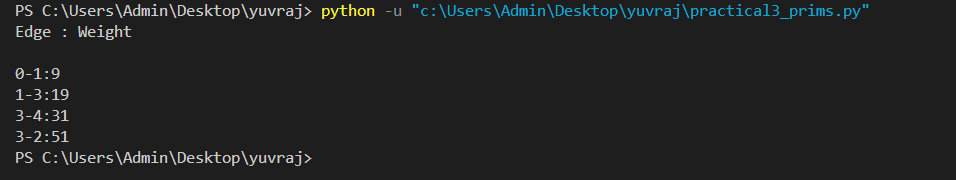 PS C:\Users\Admin\Desktop\yuvraj> python -u "c:\Users\Admin\Desktop\yuvraj\practical3_prims.py"
Edge : Weight
0-1:9
1-3:19
3-4:31
3-2:51
PS C:\Users\Admin\Desktop\yuvraj>